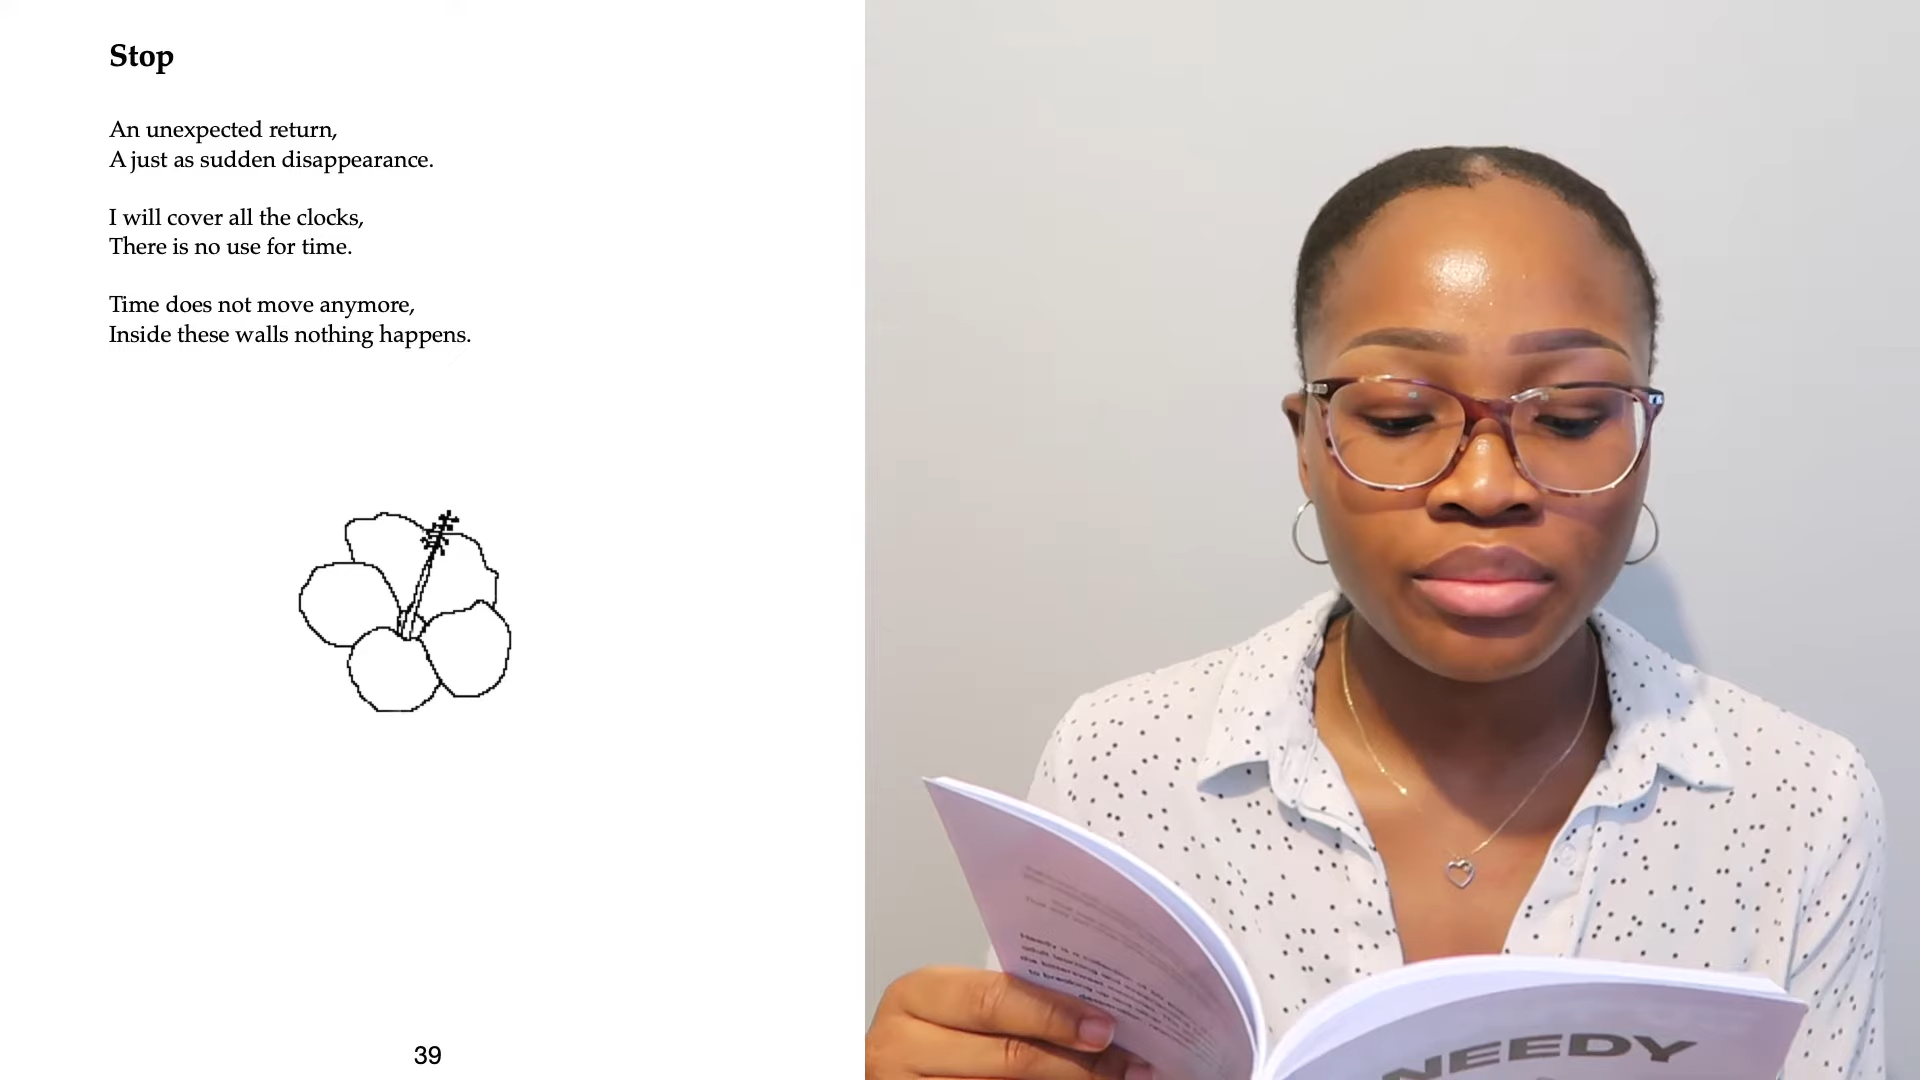 Stop
An unexpected return,
A just as sudden disappearance.
I will cover all the clocks,
There is no use for time.
Time does not move anymore,
Inside these walls nothing happens.
39
NEEDY